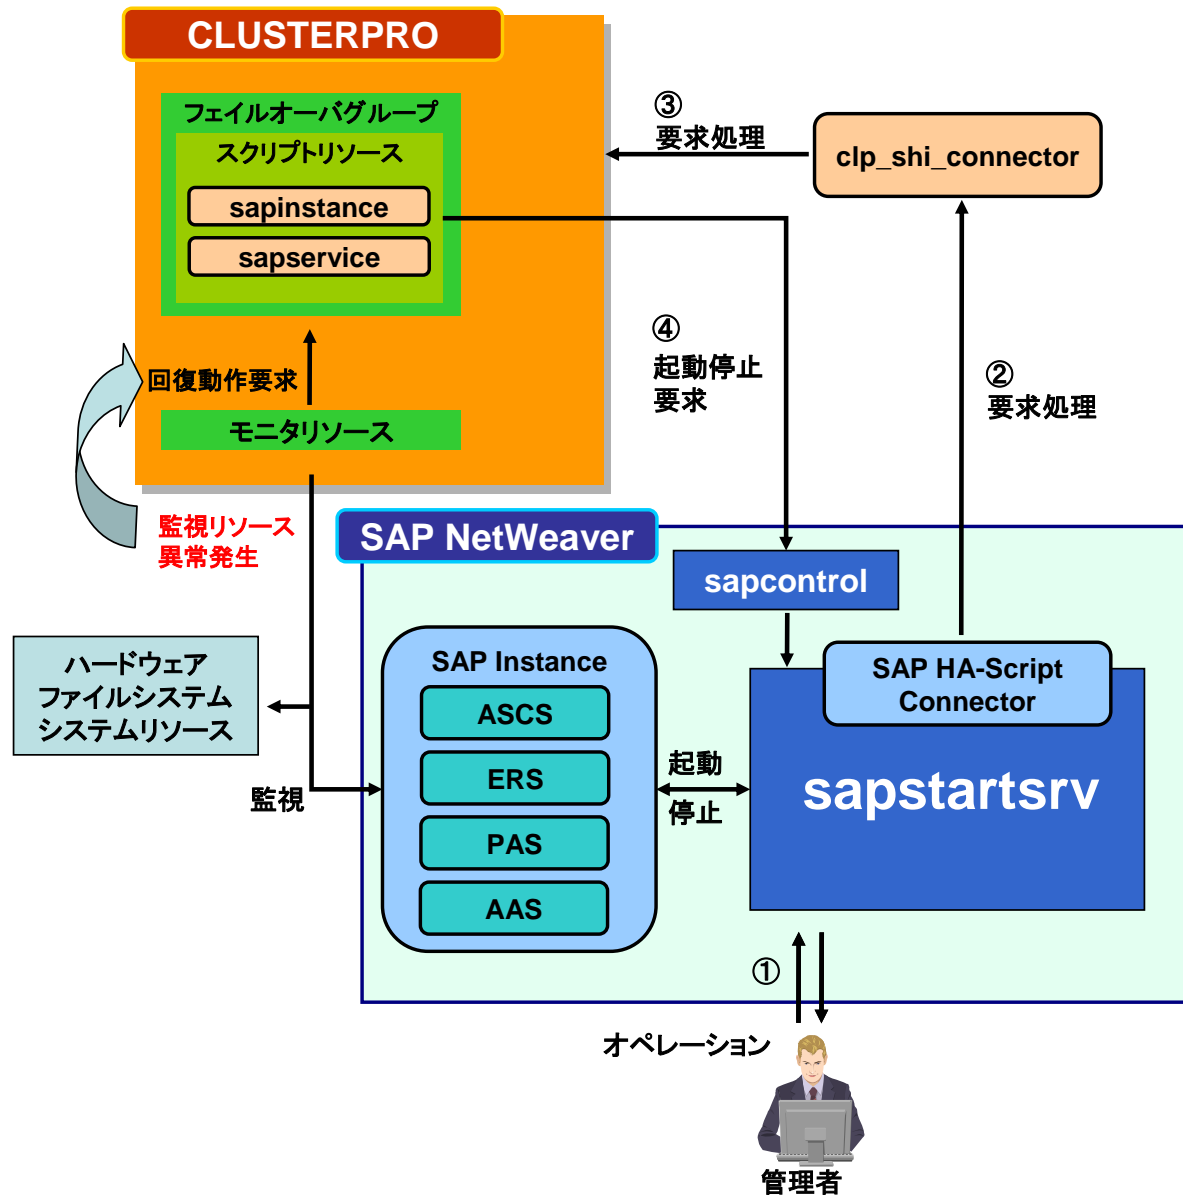 CLUSTERPRO
フェイルオーバグループ
スクリプトリソース
sapinstance
sapservice
回復動作要求
モニタリソース
監視リソース
異常発生
③
要求処理
clp_shi_connector
④
起動停止
要求
②
要求処理
SAP NetWeaver
sapcontrol
SAP HA-Script
Connector
sapstartsrv
SAP Instance
ASCS
ERS
PAS
AAS
起動
停止
ハードウェア
ファイルシステム
システムリソース
監視
①
オペレーション
管理者